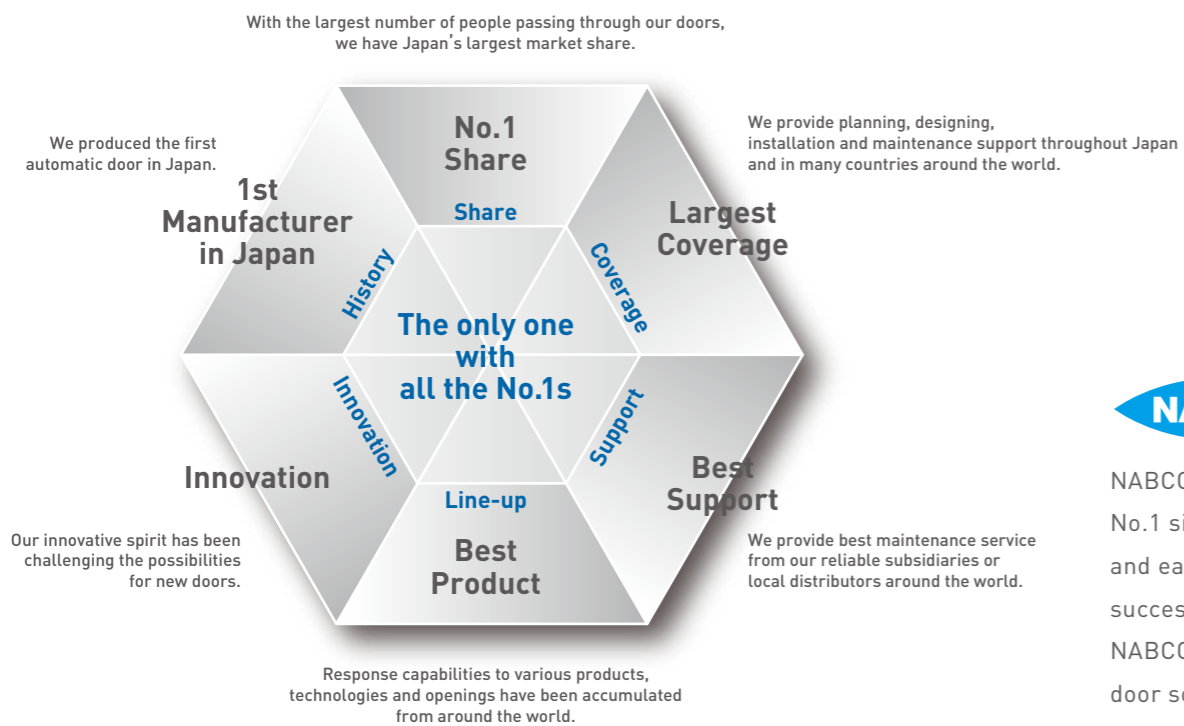 With the largest number of people passing through our doors,
we have Japan's largest market share.
We produced the first
automatic door in Japan.
No.1
Share
Share
We provide planning, designing,
installation and maintenance support throughout Japan
and in many countries around the world.
1st
Manufacturer
in Japan
History
Largest
Coverage
Coverage
The only one
with
all the No.1s
Innovation
Innovation
Support
Best
Support
Line-up
Best
Product
Our innovative spirit has been
challenging the possibilities
for new doors.
We provide best maintenance service
from our reliable subsidiaries or
local distributors around the world.
Response capabilities to various products,
technologies and openings have been accumulated
from around the world.
NABCO
No.1
and
door